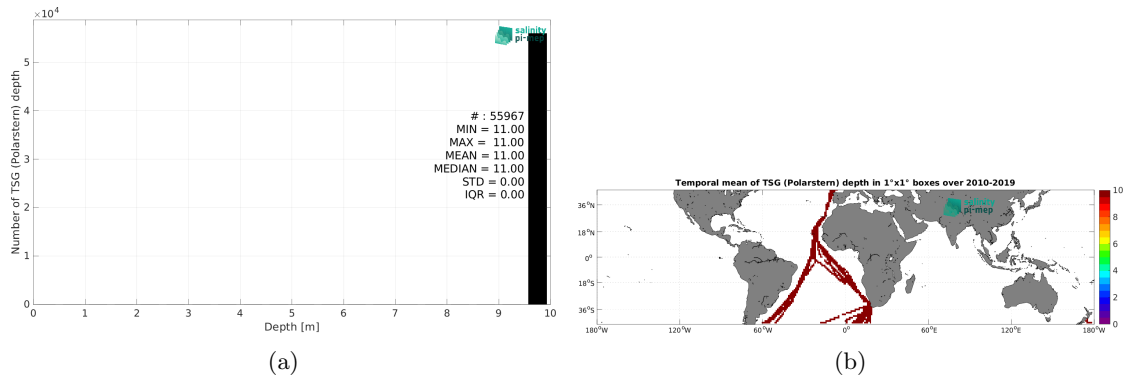 ×10⁴
salinity
pi-mep
5
4
3
2
1
0
Number of TSG (Polarstern) depth
# : 55967
MIN = 11.00
MAX = 11.00
MEAN = 11.00
MEDIAN = 11.00
STD = 0.00
IQR = 0.00
0 1 2 3 4 5 6 7 8 9 10
Depth [m]
(a)
Temporal mean of TSG (Polarstern) depth in 1°x1° boxes over 2010-2019
salinity
pi-mep
36°N
18°N
0°
18°S
36°S
180°W 120°W 60°W 0° 60°E 120°E 180°W
10
8
6
4
2
0
(b)